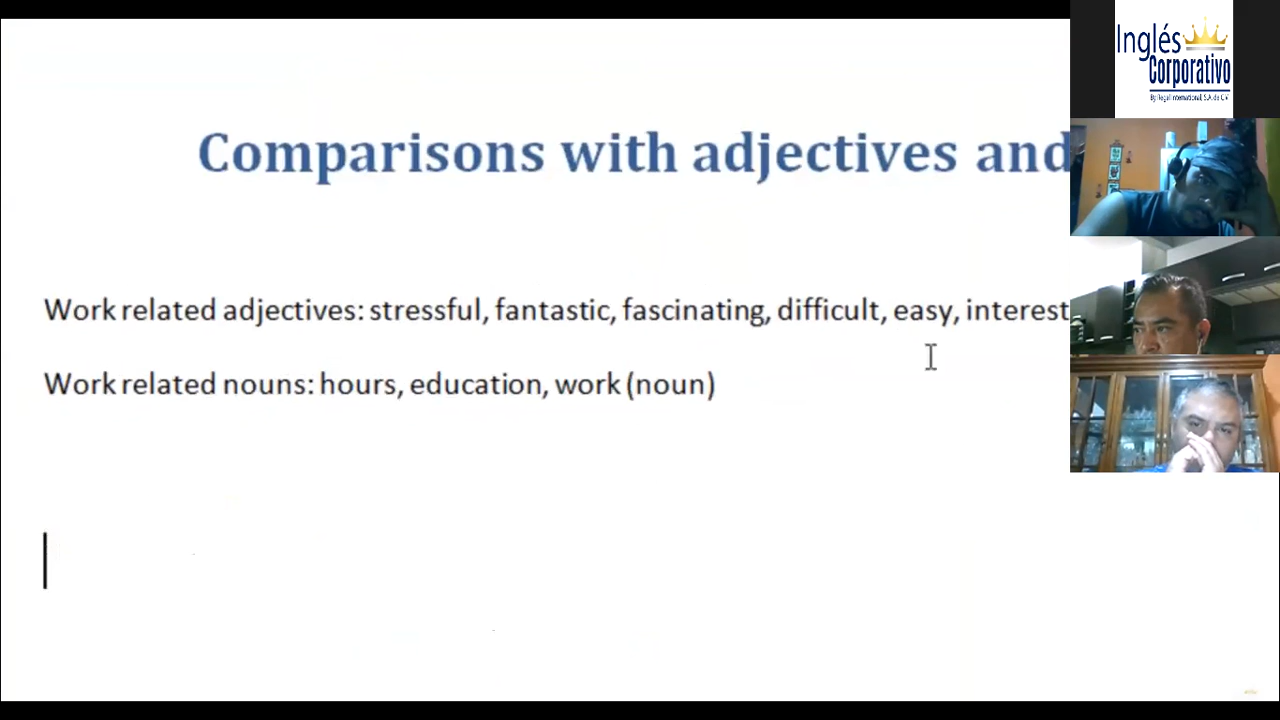 Inglés
Corporativo
By Regal International, S.A. de C.V.
Comparisons with adjectives and
Work related adjectives: stressful, fantastic, fascinating, difficult, easy, interest
Work related nouns: hours, education, work (noun)